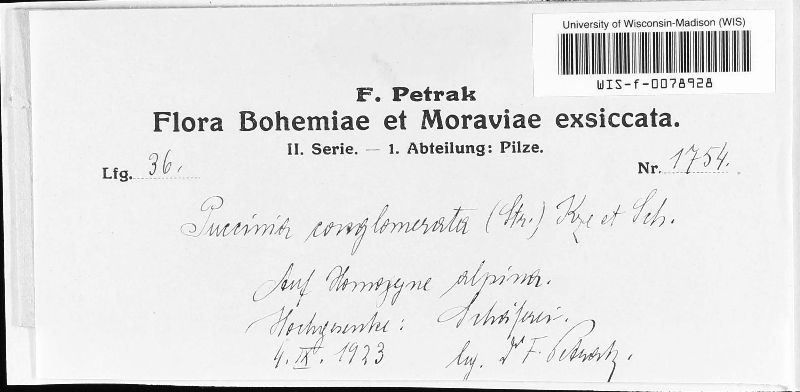 University of Wisconsin-Madison (WIS)
WIS-f-0078928
F. Petrak
Flora Bohemiae et Moraviae exsiccata.
II. Serie. — 1. Abteilung: Pilze.
Lfg. 36. Nr. 1754.
Puccinia conglomerata (Str.) Kze et Sch.
Auf Homogyne alpina.
Hochgesenke: Schäferei.
4. IX. 1923 lg. Dr F. Petrak.